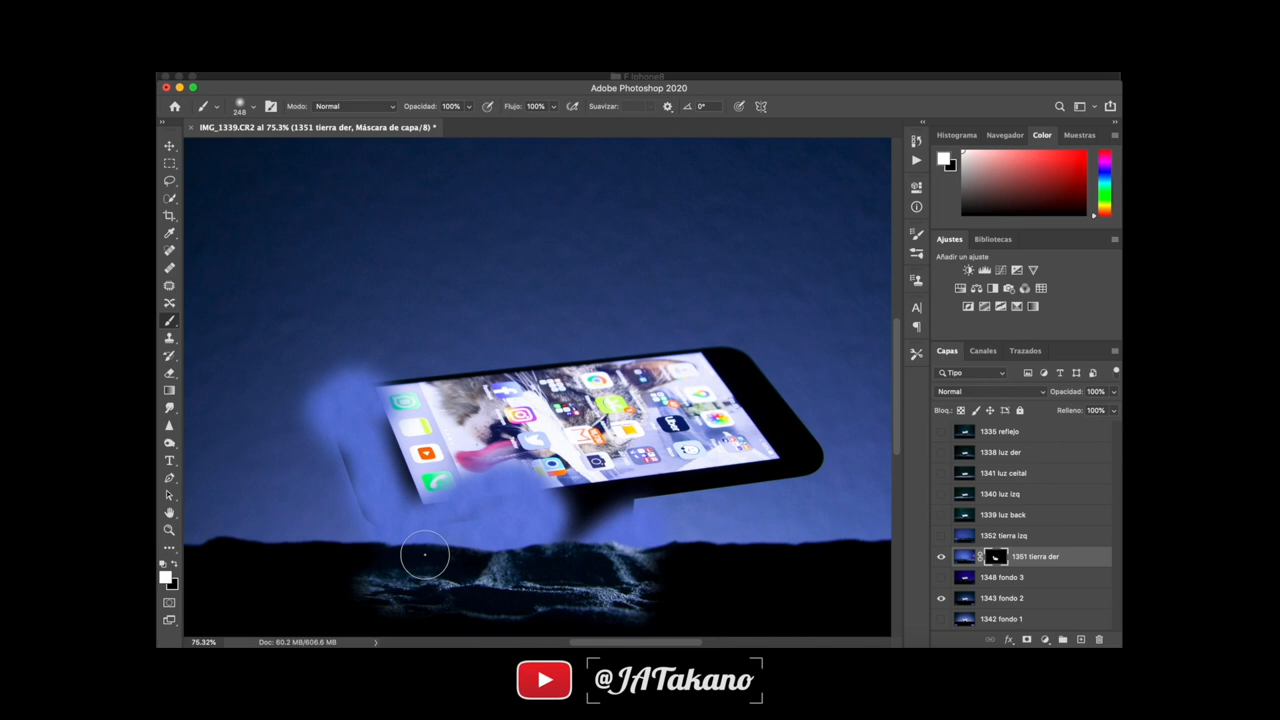 F Iphone8
Adobe Photoshop 2020
248
Modo: Normal
Opacidad: 100%
Flujo: 100%
Suavizar:
0°
IMG_1339.CR2 al 75.3% (1351 tierra der, Máscara de capa/8) *
Histograma
Navegador
Color
Muestras
Ajustes
Bibliotecas
Añadir un ajuste
Capas
Canales
Trazados
Tipo
Normal
Opacidad: 100%
Bloq.:
Relleno: 100%
1335 reflejo
1338 luz der
1341 luz ceital
1340 luz izq
1339 luz back
1352 tierra izq
1351 tierra der
1348 fondo 3
1343 fondo 2
1342 fondo 1
fx
Uber
75.32%
Doc: 60.2 MB/606.6 MB
@JATakano